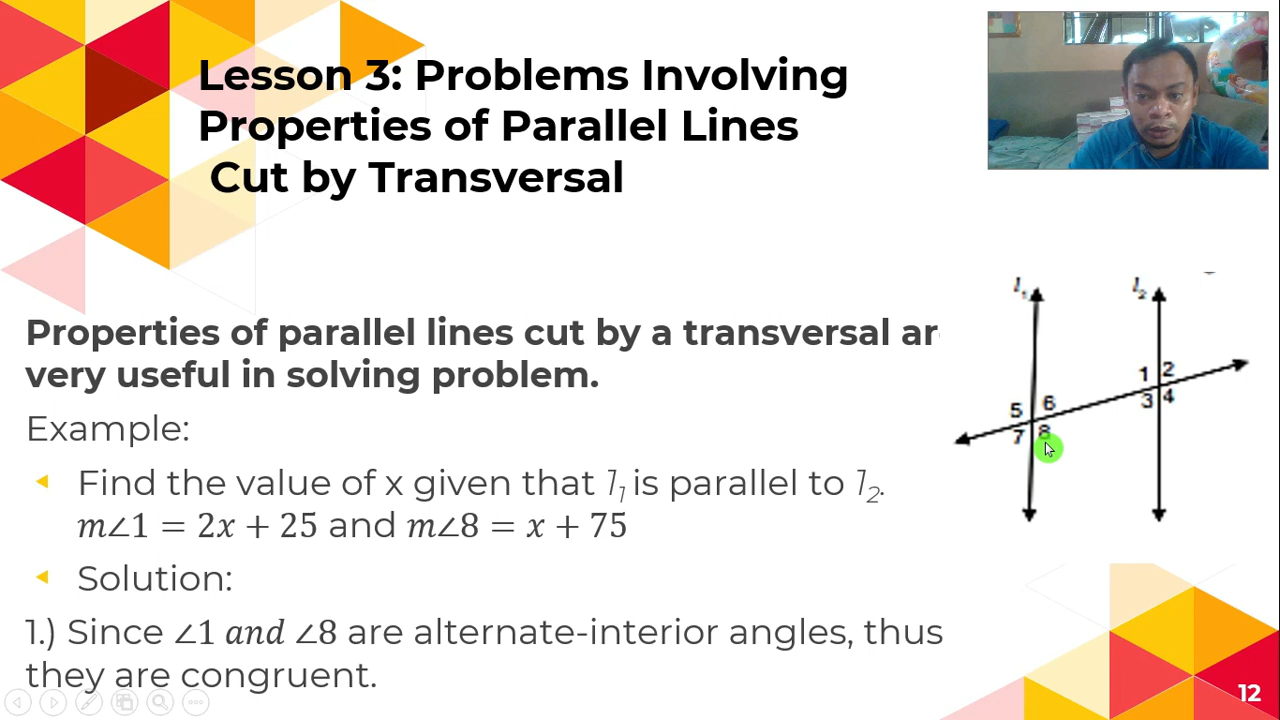 Lesson 3: Problems Involving
Properties of Parallel Lines
Cut by Transversal
Properties of parallel lines cut by a transversal ar
very useful in solving problem.
Example:
Find the value of x given that l₁ is parallel to l₂.
m∠1 = 2x + 25 and m∠8 = x + 75
Solution:
1.) Since ∠1 and ∠8 are alternate-interior angles, thus
they are congruent.
l₁ l₂
1 2
3 4
5 6
7 8
12